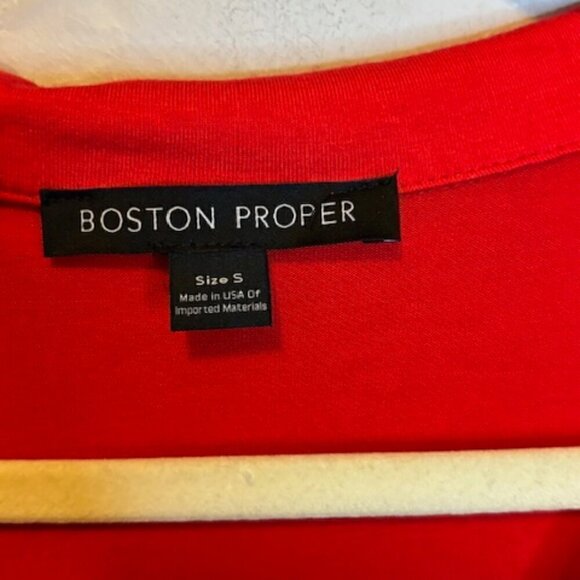 BOSTON PROPER
Size S
Made in USA Of
Imported Materials